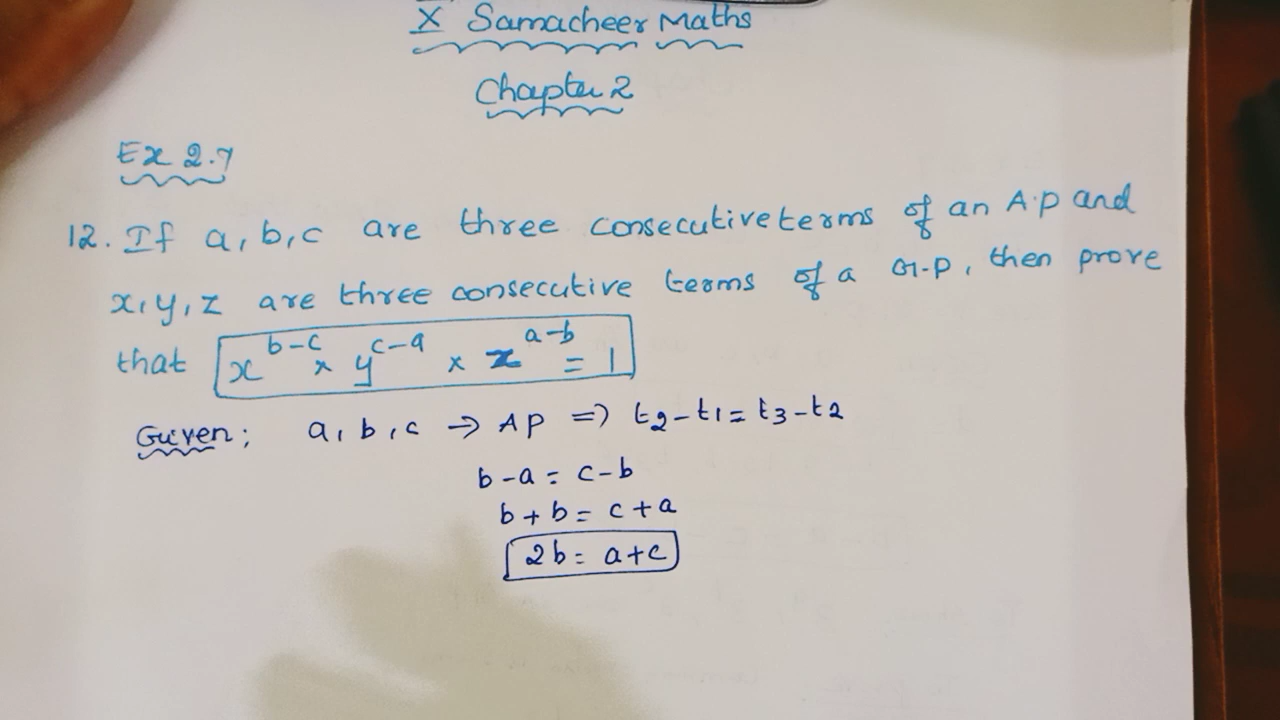 X Samacheer Maths
Chapter 2
Ex 2.7
12. If a, b, c are three consecutive terms of an A.P and
x, y, z are three consecutive terms of a G.P, then prove
that x^{b-c} × y^{c-a} × z^{a-b} = 1
Given; a, b, c → AP => t2 - t1 = t3 - t2
b - a = c - b
b + b = c + a
2b = a + c